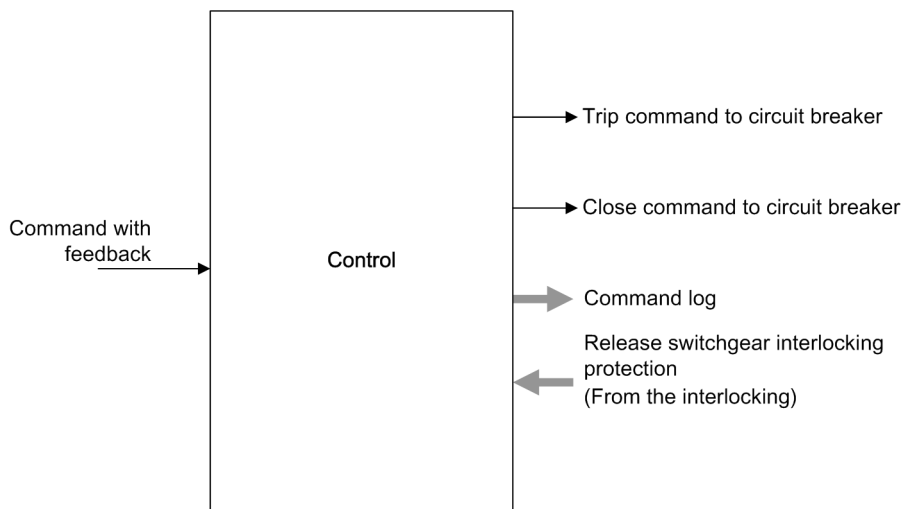 Trip command to circuit breaker
Close command to circuit breaker
Command with
feedback
Control
Command log
Release switchgear interlocking
protection
(From the interlocking)